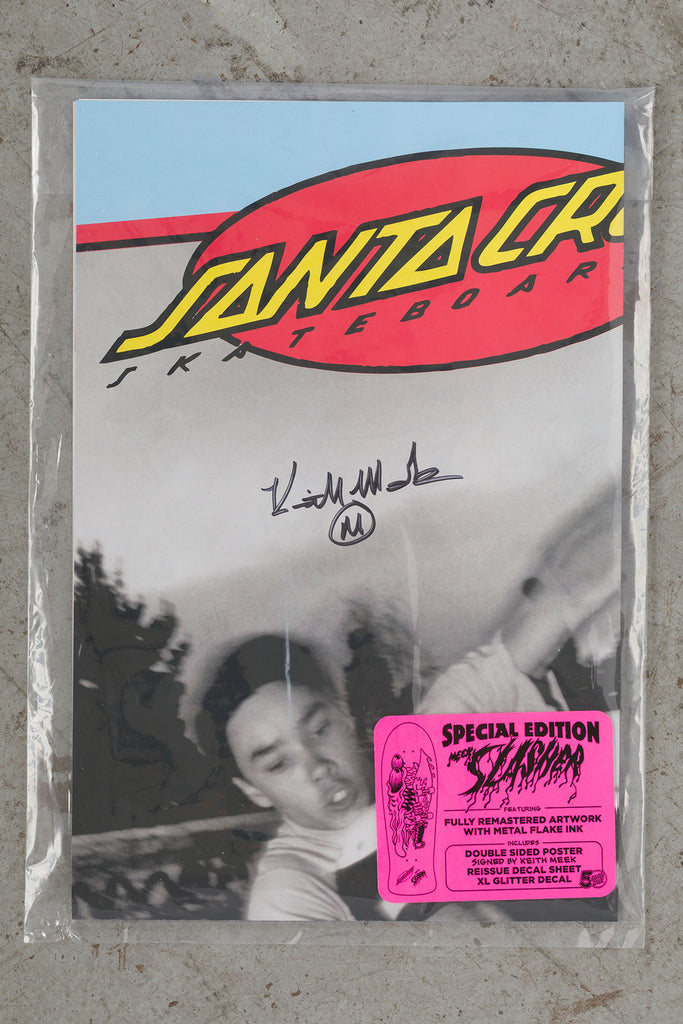 SANTA CRU
SKATEBOAR
Keith Meek
M
SPECIAL EDITION
MEEK
SLASHER
FEATURING
FULLY REMASTERED ARTWORK
WITH METAL FLAKE INK
INCLUDES
DOUBLE SIDED POSTER
SIGNED BY KEITH MEEK
REISSUE DECAL SHEET
XL GLITTER DECAL